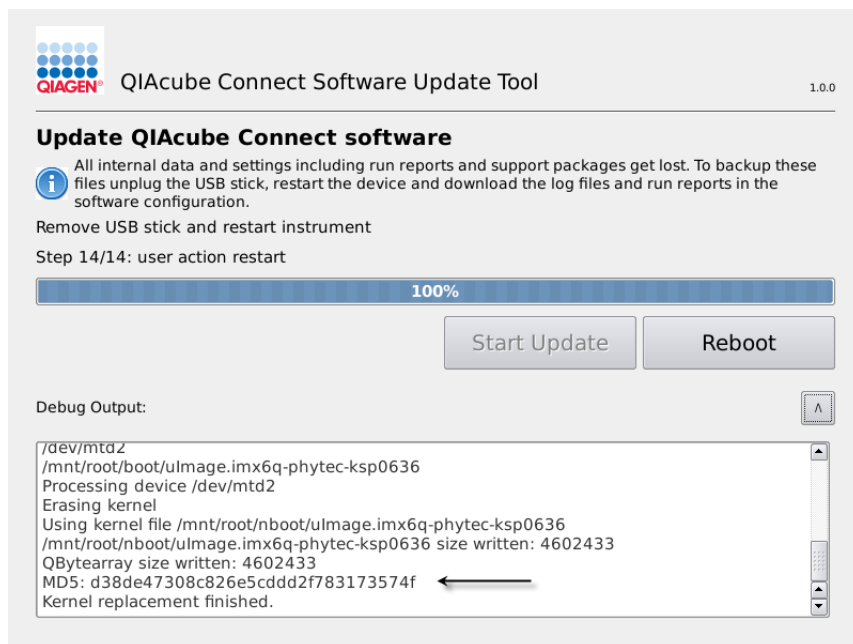 QIAGEN®
QIAcube Connect Software Update Tool
1.0.0
Update QIAcube Connect software
All internal data and settings including run reports and support packages get lost. To backup these
files unplug the USB stick, restart the device and download the log files and run reports in the
software configuration.
Remove USB stick and restart instrument
Step 14/14: user action restart
100%
Start Update
Reboot
Debug Output:
/dev/mtd2
/mnt/root/boot/uImage.imx6q-phytec-ksp0636
Processing device /dev/mtd2
Erasing kernel
Using kernel file /mnt/root/nboot/uImage.imx6q-phytec-ksp0636
/mnt/root/nboot/uImage.imx6q-phytec-ksp0636 size written: 4602433
QBytearray size written: 4602433
MD5: d38de47308c826e5cddd2f783173574f
Kernel replacement finished.